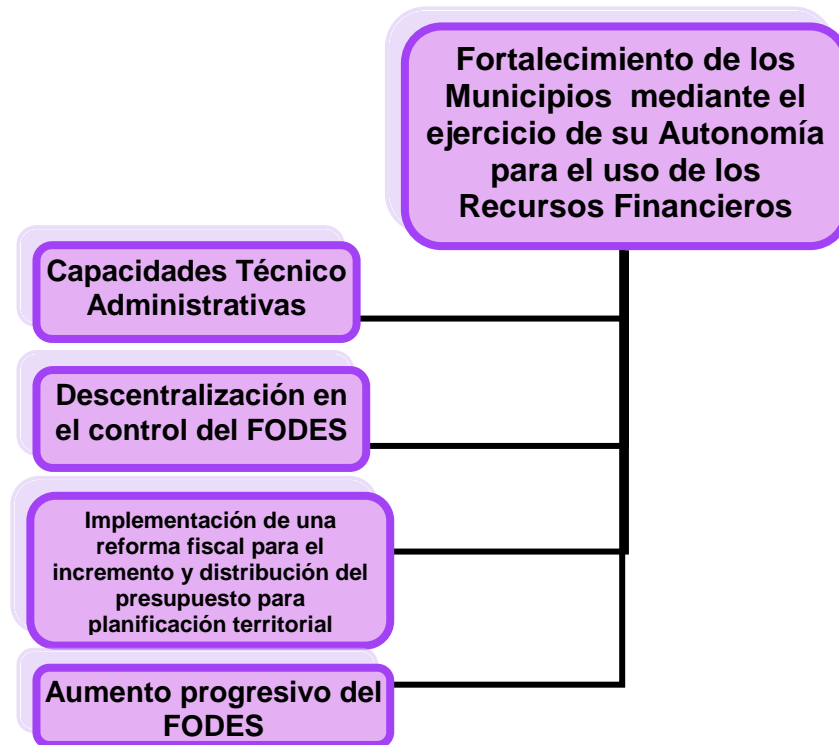 Fortalecimiento de los
Municipios mediante el
ejercicio de su Autonomía
para el uso de los
Recursos Financieros
Capacidades Técnico
Administrativas
Descentralización en
el control del FODES
Implementación de una
reforma fiscal para el
incremento y distribución del
presupuesto para
planificación territorial
Aumento progresivo del
FODES